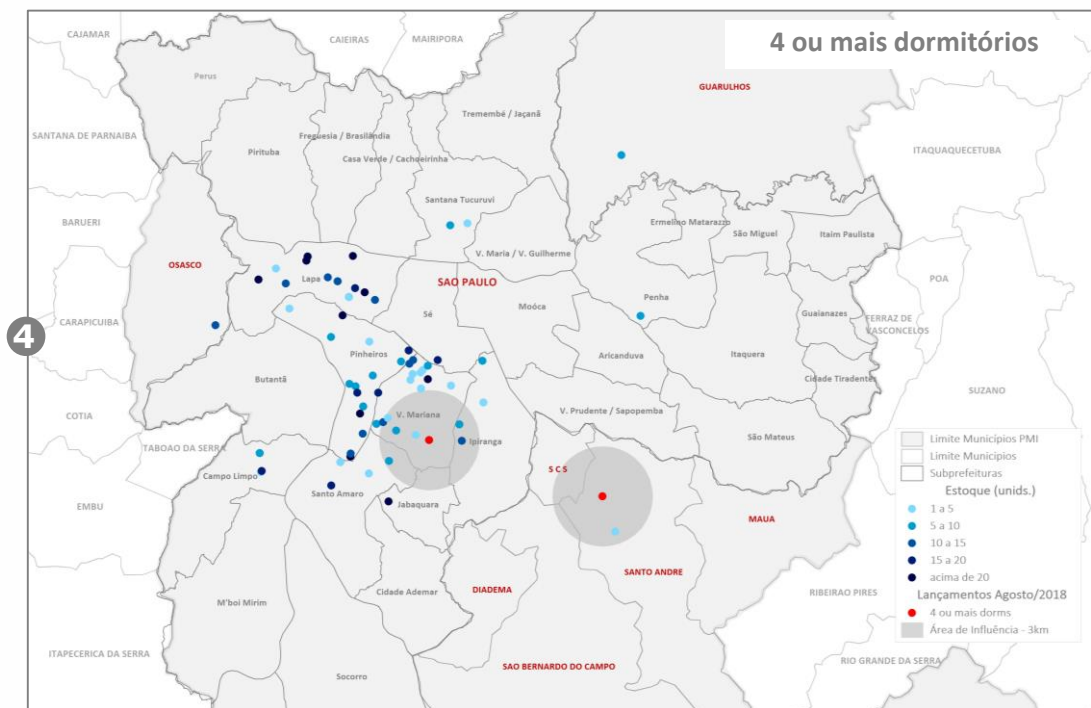 4 ou mais dormitórios
CAJAMAR
CAIEIRAS
MAIRIPORA
Perus
GUARULHOS
Tremembé / Jaçanã
SANTANA DE PARNAIBA
Freguesia / Brasilândia
Pirituba
Casa Verde / Cachoeirinha
ITAQUAQUECETUBA
Santana Tucuruvi
Ermelino Matarazzo
BARUERI
São Miguel
Itaim Paulista
V. Maria / V. Guilherme
OSASCO
Lapa
SAO PAULO
POA
Moóca
Penha
Sé
Guaianazes
FERRAZ DE
VASCONCELOS
CARAPICUIBA
4
Pinheiros
Aricanduva
Itaquera
Butantã
Cidade Tiradentes
SUZANO
COTIA
V. Mariana
V. Prudente / Sapopemba
São Mateus
Ipiranga
TABOAO DA SERRA
Campo Limpo
S C S
Santo Amaro
EMBU
Jabaquara
MAUA
SANTO ANDRE
Cidade Ademar
DIADEMA
RIBEIRAO PIRES
M'boi Mirim
ITAPECERICA DA SERRA
SAO BERNARDO DO CAMPO
RIO GRANDE DA SERRA
Socorro
Limite Municípios PMI
Limite Municípios
Subprefeituras
Estoque (unids.)
1 a 5
5 a 10
10 a 15
15 a 20
acima de 20
Lançamentos Agosto/2018
4 ou mais dorms
Área de Influência - 3km